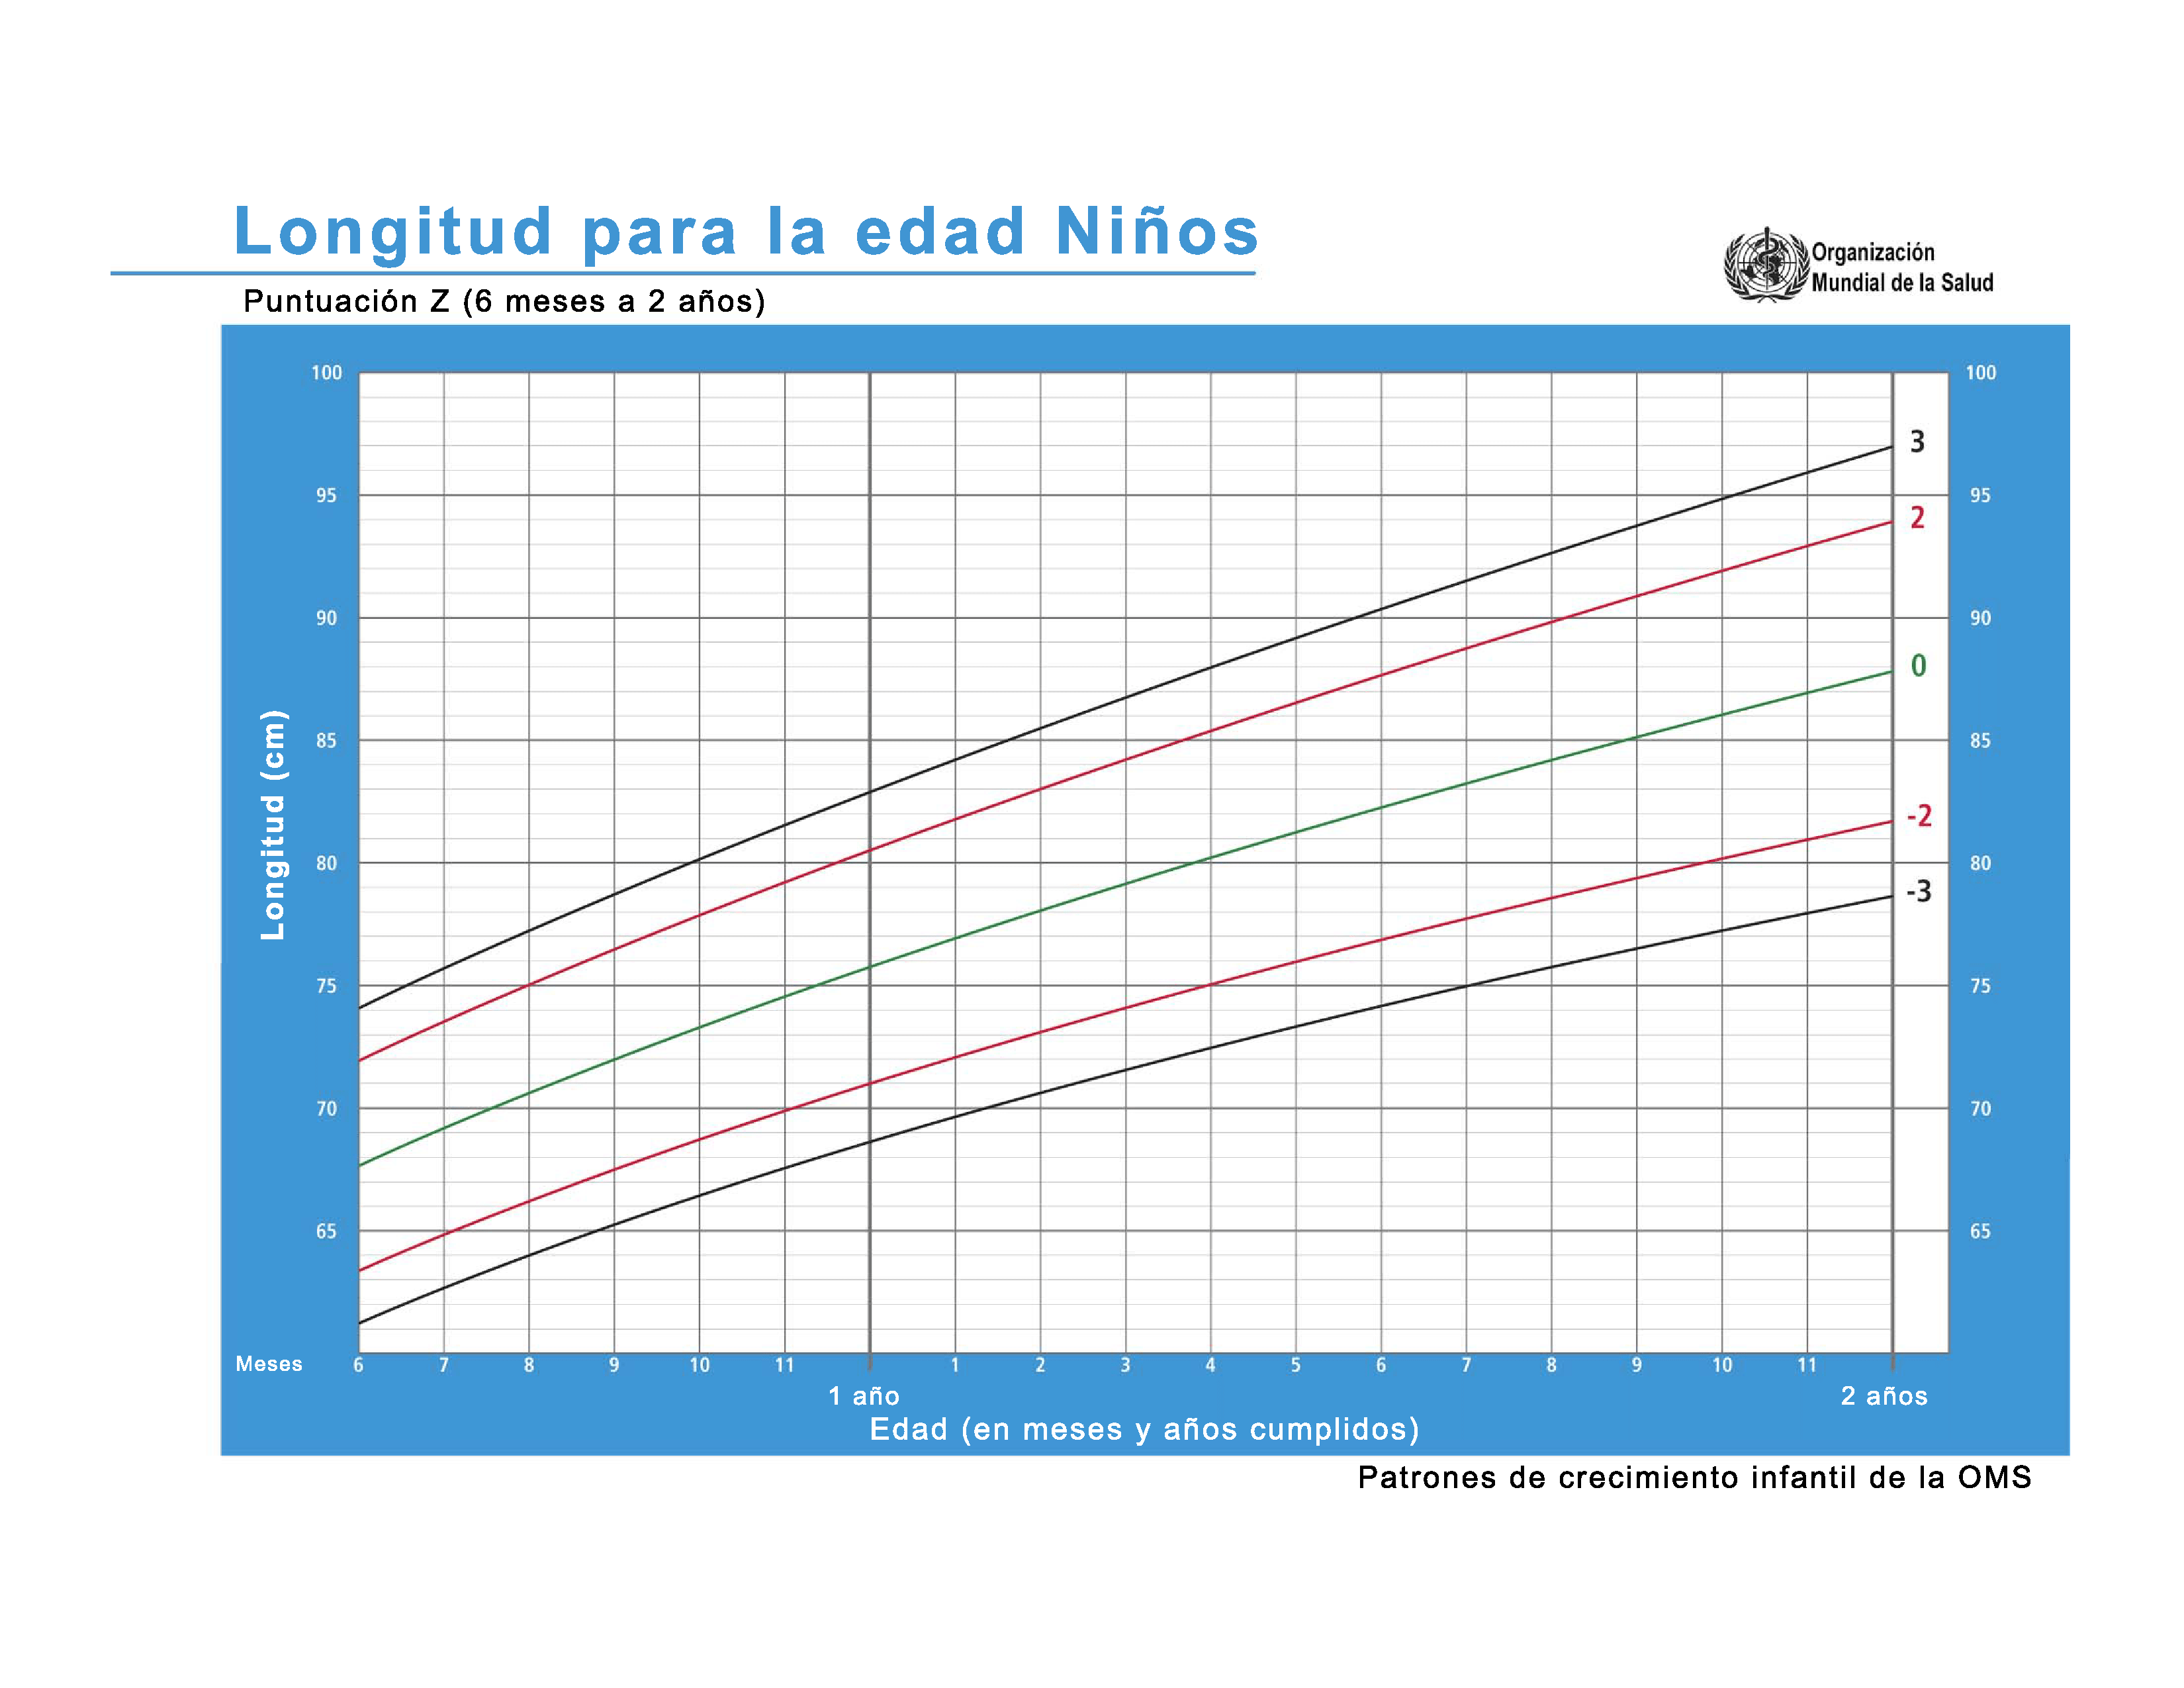 Longitud para la edad Niños
Puntuación Z (6 meses a 2 años)
Organización
Mundial de la Salud
100 100
3
95 95
2
90 90
0
85 85
-2
80 80
-3
75 75
70 70
65 65
Longitud (cm)
Meses 6 7 8 9 10 11 1 2 3 4 5 6 7 8 9 10 11
1 año 2 años
Edad (en meses y años cumplidos)
Patrones de crecimiento infantil de la OMS